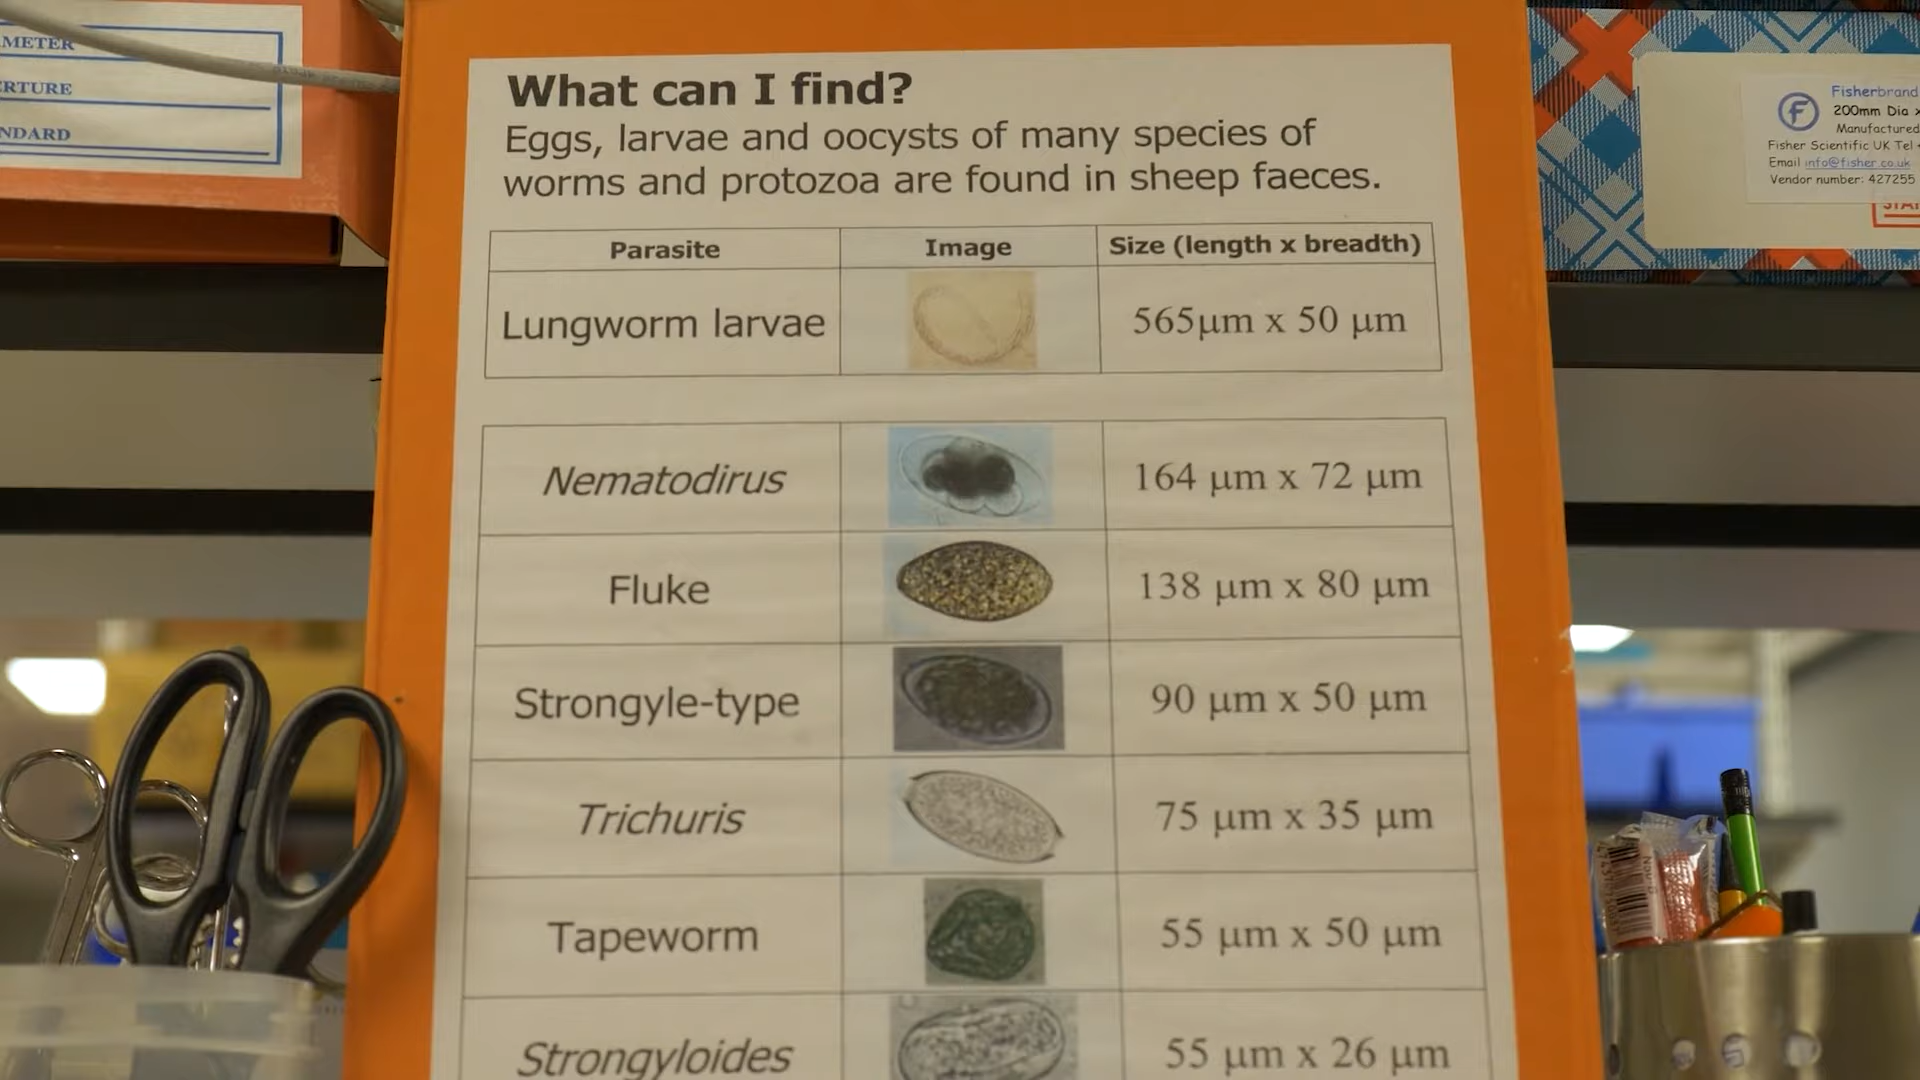 METER
ERTURE
NDARD
What can I find?
Eggs, larvae and oocysts of many species of
worms and protozoa are found in sheep faeces.
Parasite Image Size (length x breadth)
Lungworm larvae 565µm x 50 µm
Nematodirus 164 µm x 72 µm
Fluke 138 µm x 80 µm
Strongyle-type 90 µm x 50 µm
Trichuris 75 µm x 35 µm
Tapeworm 55 µm x 50 µm
Strongyloides 55 µm x 26 µm
Fisherbrand
200mm Dia x
Manufactured
Fisher Scientific UK Tel
Email info@fisher.co.uk
Vendor number: 427255